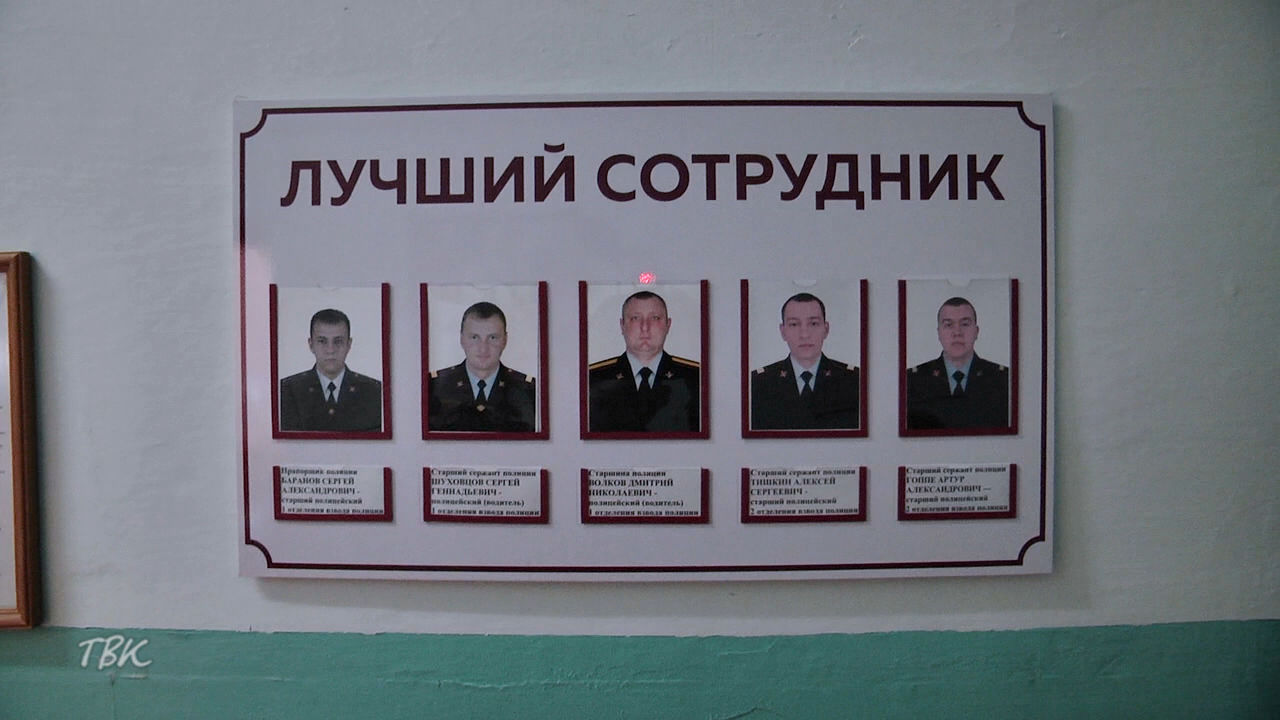 ЛУЧШИЙ СОТРУДНИК
Прапорщик полиции
БАРАНОВ СЕРГЕЙ
АЛЕКСАНДРОВИЧ -
старший полицейский
1 отделения взвода полиции
Старший сержант полиции
ШУХОВЦОВ СЕРГЕЙ
ГЕННАДЬЕВИЧ -
полицейский (водитель)
1 отделения взвода полиции
Старшина полиции
ВОЛКОВ ДМИТРИЙ
НИКОЛАЕВИЧ -
полицейский (водитель)
1 отделения взвода полиции
Старший сержант полиции
ТИШКИН АЛЕКСЕЙ
СЕРГЕЕВИЧ -
старший полицейский
2 отделения взвода полиции
Старший сержант полиции
ГОППЕ АРТУР
АЛЕКСАНДРОВИЧ —
старший полицейский
2 отделения взвода полиции
ТВК